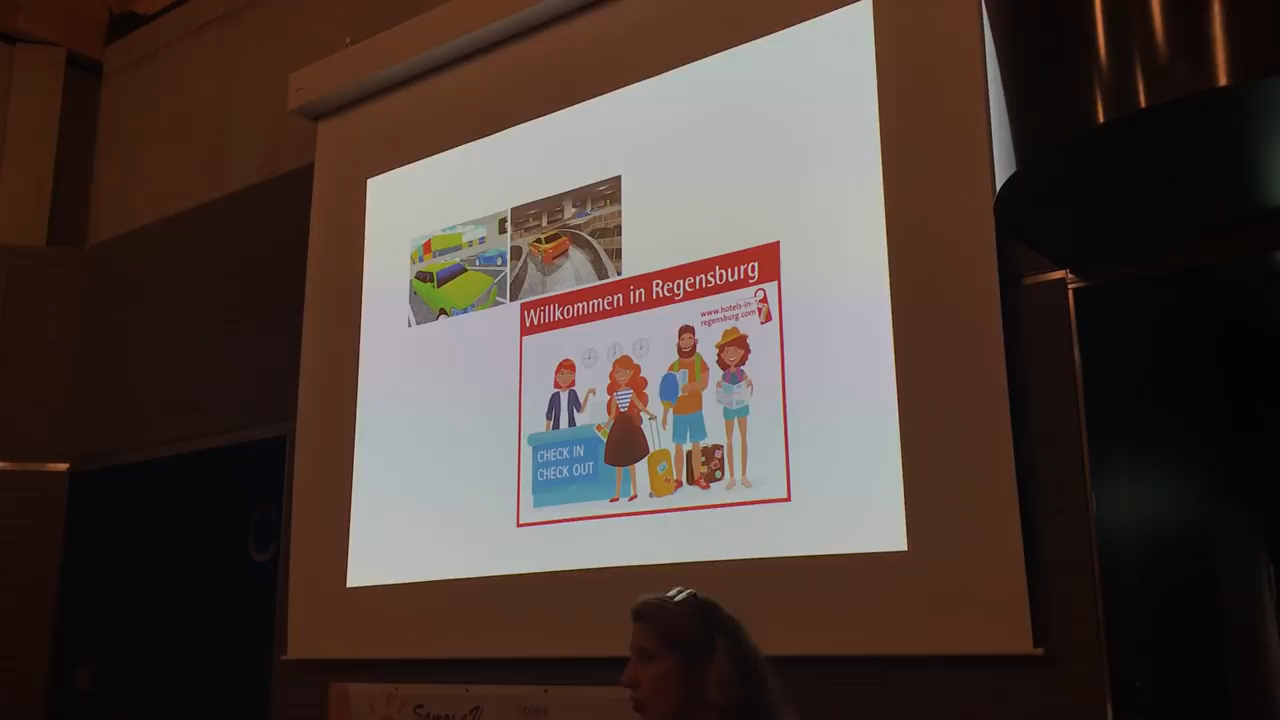 Willkommen in Regensburg
www.hotels-in-
regensburg.com
CHECK IN
CHECK OUT